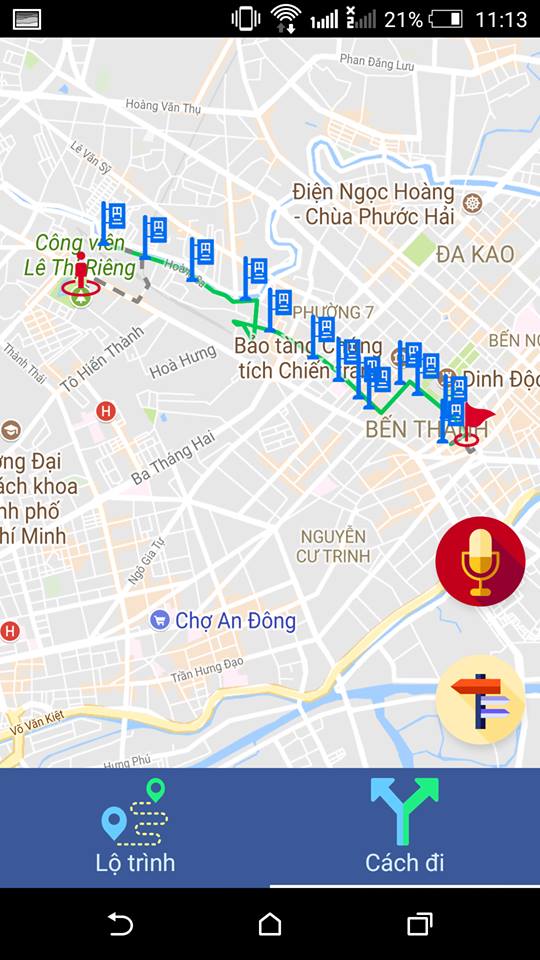 21% 11:13
Phan Đăng Lưu
Hoàng Văn Thụ
Lê Văn Sỹ
Điện Ngọc Hoàng
- Chùa Phước Hải
Công viên
Lê Thị Riêng
ĐA KAO
Hoàng Sa
PHƯỜNG 7
Tô Hiến Thành
Thành Thái
Hoà Hưng
Bảo tàng Chứng
tích Chiến tran
BẾN N
Dinh Độc
H
BẾN THÀNH
Ba Tháng Hai
ờng Đại
ách khoa
nh phố
hí Minh
NGUYỄN
CƯ TRINH
Ngô Gia Tự
H
Chợ An Đông
Trần Hưng Đạo
Võ Văn Kiệt
Hưng Phú
Lộ trình
Cách đi